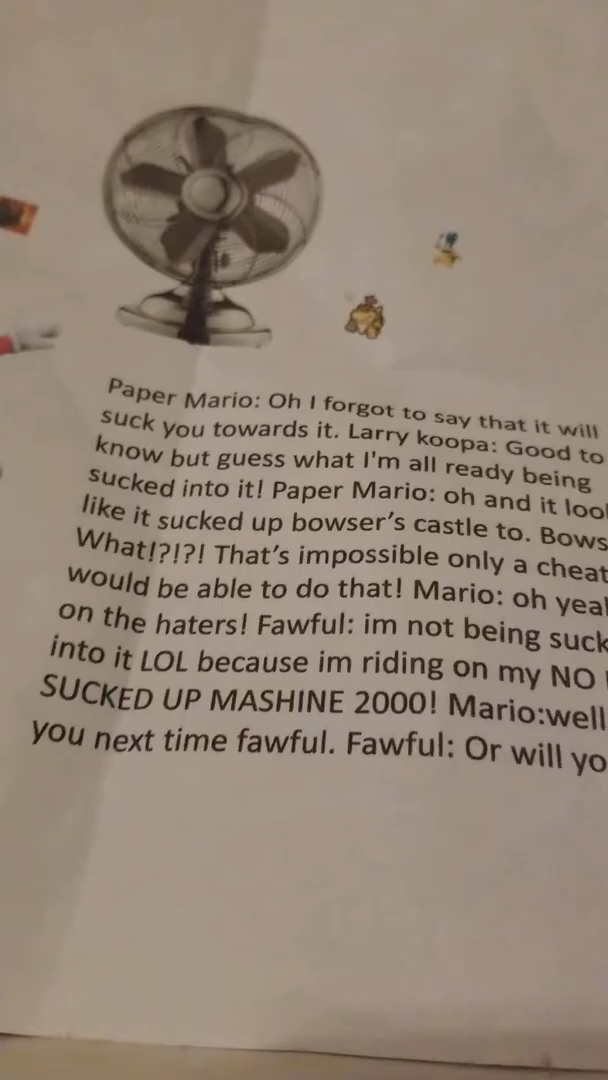 Paper Mario: Oh I forgot to say that it will
suck you towards it. Larry koopa: Good to
know but guess what I'm all ready being
sucked into it! Paper Mario: oh and it loo
like it sucked up bowser's castle to. Bows
What!?!?! That's impossible only a cheat
would be able to do that! Mario: oh yea
on the haters! Fawful: im not being suck
into it LOL because im riding on my NO
SUCKED UP MASHINE 2000! Mario:well
you next time fawful. Fawful: Or will yo